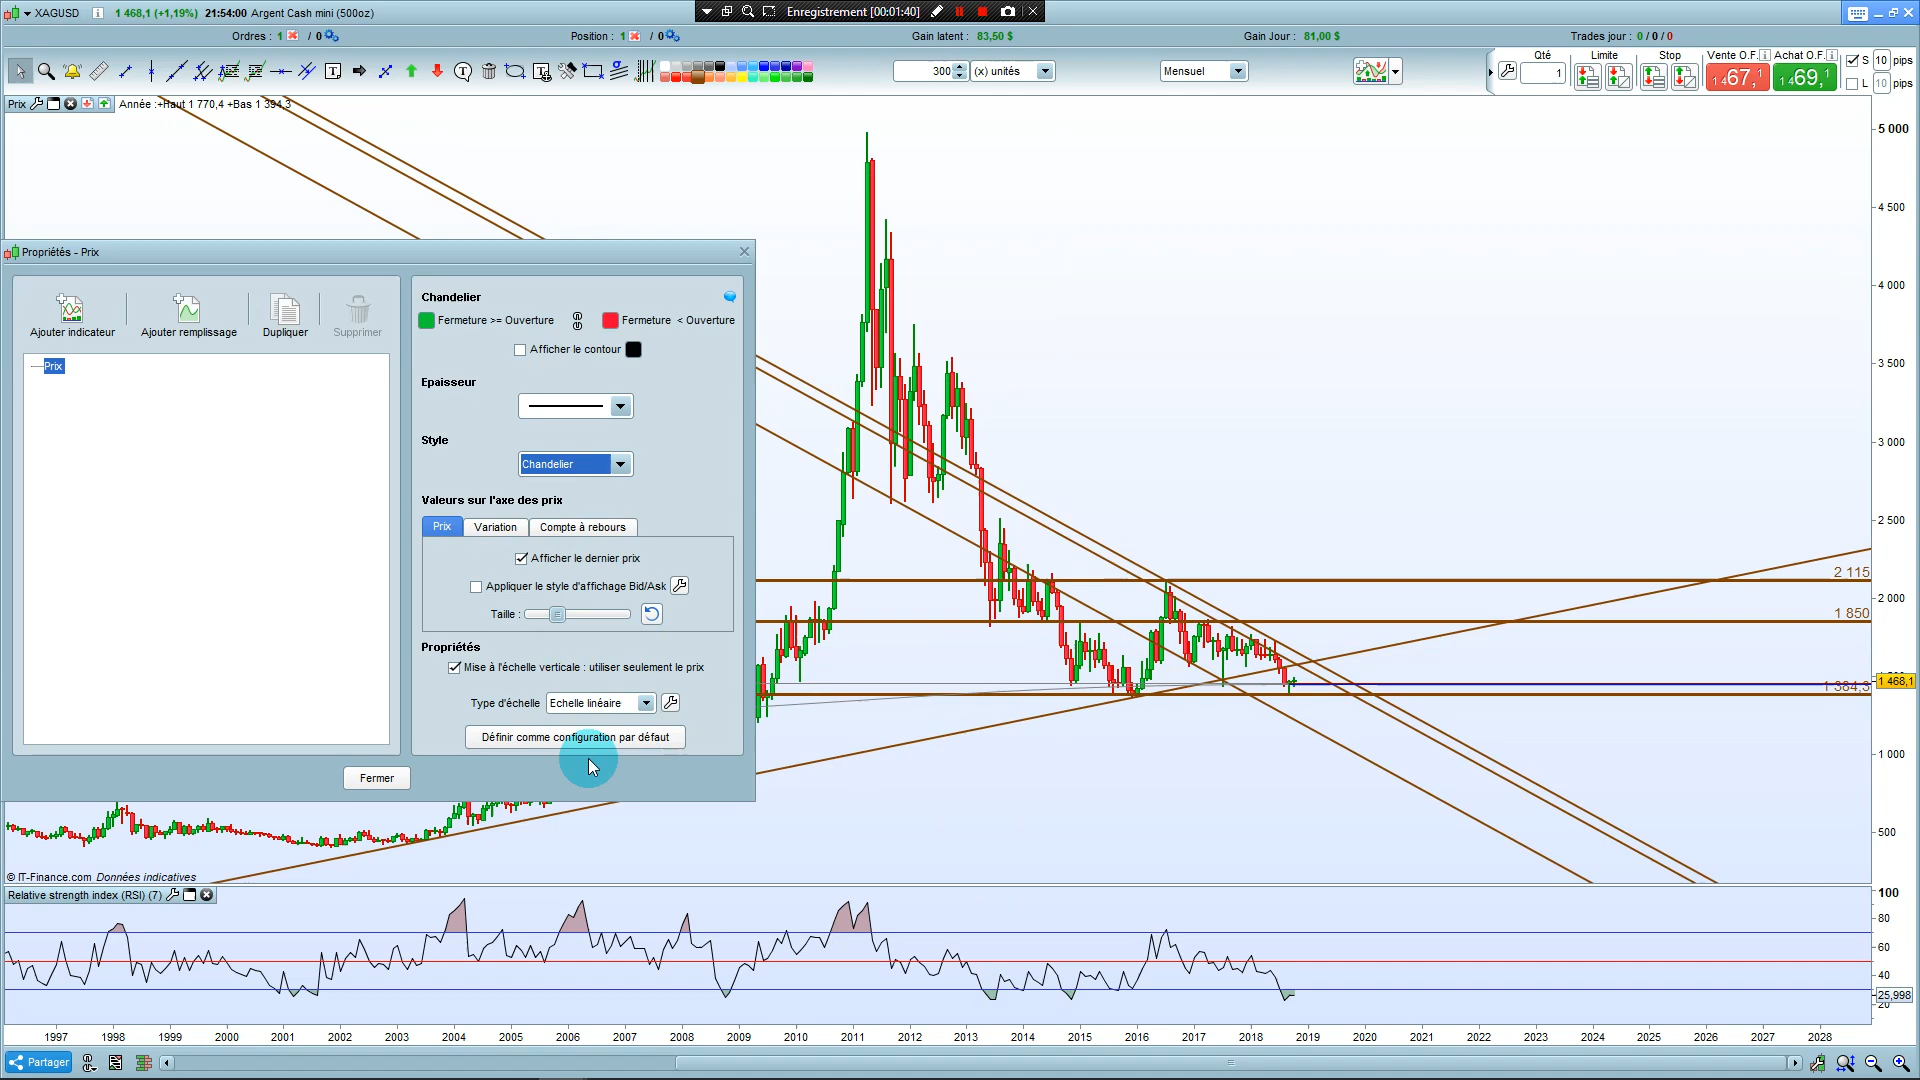 XAGUSD 1 468,1 (+1,19%) 21:54:00 Argent Cash mini (500oz)
Enregistrement [00:01:40]
Ordres : 1 / 0
Position : 1 / 0
Gain latent : 83,50 $
Gain Jour : 81,00 $
Trades jour : 0 / 0 / 0
300 (x) unités
Mensuel
Qté
1
Limite
Stop
Vente O.F.
1 467,1
Achat O.F.
1 469,1
S 10 pips
L 10 pips
Prix
Année :+Haut 1 770,4 +Bas 1 394,3
Propriétés - Prix
Ajouter indicateur
Ajouter remplissage
Dupliquer
Supprimer
Prix
Chandelier
Fermeture >= Ouverture
Fermeture < Ouverture
Afficher le contour
Epaisseur
Style
Chandelier
Valeurs sur l'axe des prix
Prix
Variation
Compte à rebours
Afficher le dernier prix
Appliquer le style d'affichage Bid/Ask
Taille :
Propriétés
Mise à l'échelle verticale : utiliser seulement le prix
Type d'échelle
Echelle linéaire
Définir comme configuration par défaut
Fermer
5 000
4 500
4 000
3 500
3 000
2 500
2 115
2 000
1 850
1 468,1
1 000
500
© IT-Finance.com Données indicatives
Relative strength index (RSI) (7)
100
80
60
40
25,998
20
1997 1998 1999 2000 2001 2002 2003 2004 2005 2006 2007 2008 2009 2010 2011 2012 2013 2014 2015 2016 2017 2018 2019 2020 2021 2022 2023 2024 2025 2026 2027 2028
Partager